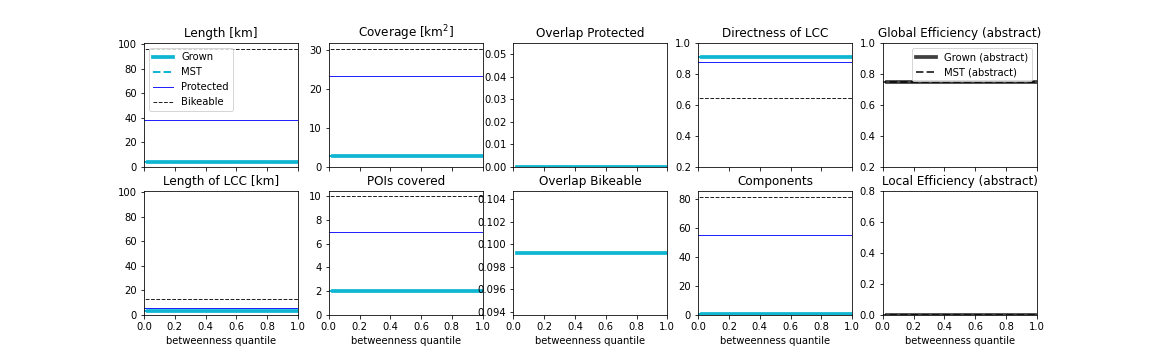 Length [km]
Coverage [km²]
Overlap Protected
Directness of LCC
Global Efficiency (abstract)
100
80
60
40
20
0
Grown
MST
Protected
Bikeable
30
20
10
0
0.05
0.04
0.03
0.02
0.01
0.00
1.0
0.8
0.6
0.4
0.2
1.0
0.8
0.6
0.4
0.2
Grown (abstract)
MST (abstract)
Length of LCC [km]
POIs covered
Overlap Bikeable
Components
Local Efficiency (abstract)
100
80
60
40
20
0
0.0 0.2 0.4 0.6 0.8 1.0
betweenness quantile
10
8
6
4
2
0
0.0 0.2 0.4 0.6 0.8 1.0
betweenness quantile
0.104
0.102
0.100
0.098
0.096
0.094
0.0 0.2 0.4 0.6 0.8 1.0
betweenness quantile
80
60
40
20
0
0.0 0.2 0.4 0.6 0.8 1.0
betweenness quantile
0.8
0.6
0.4
0.2
0.0
0.0 0.2 0.4 0.6 0.8 1.0
betweenness quantile